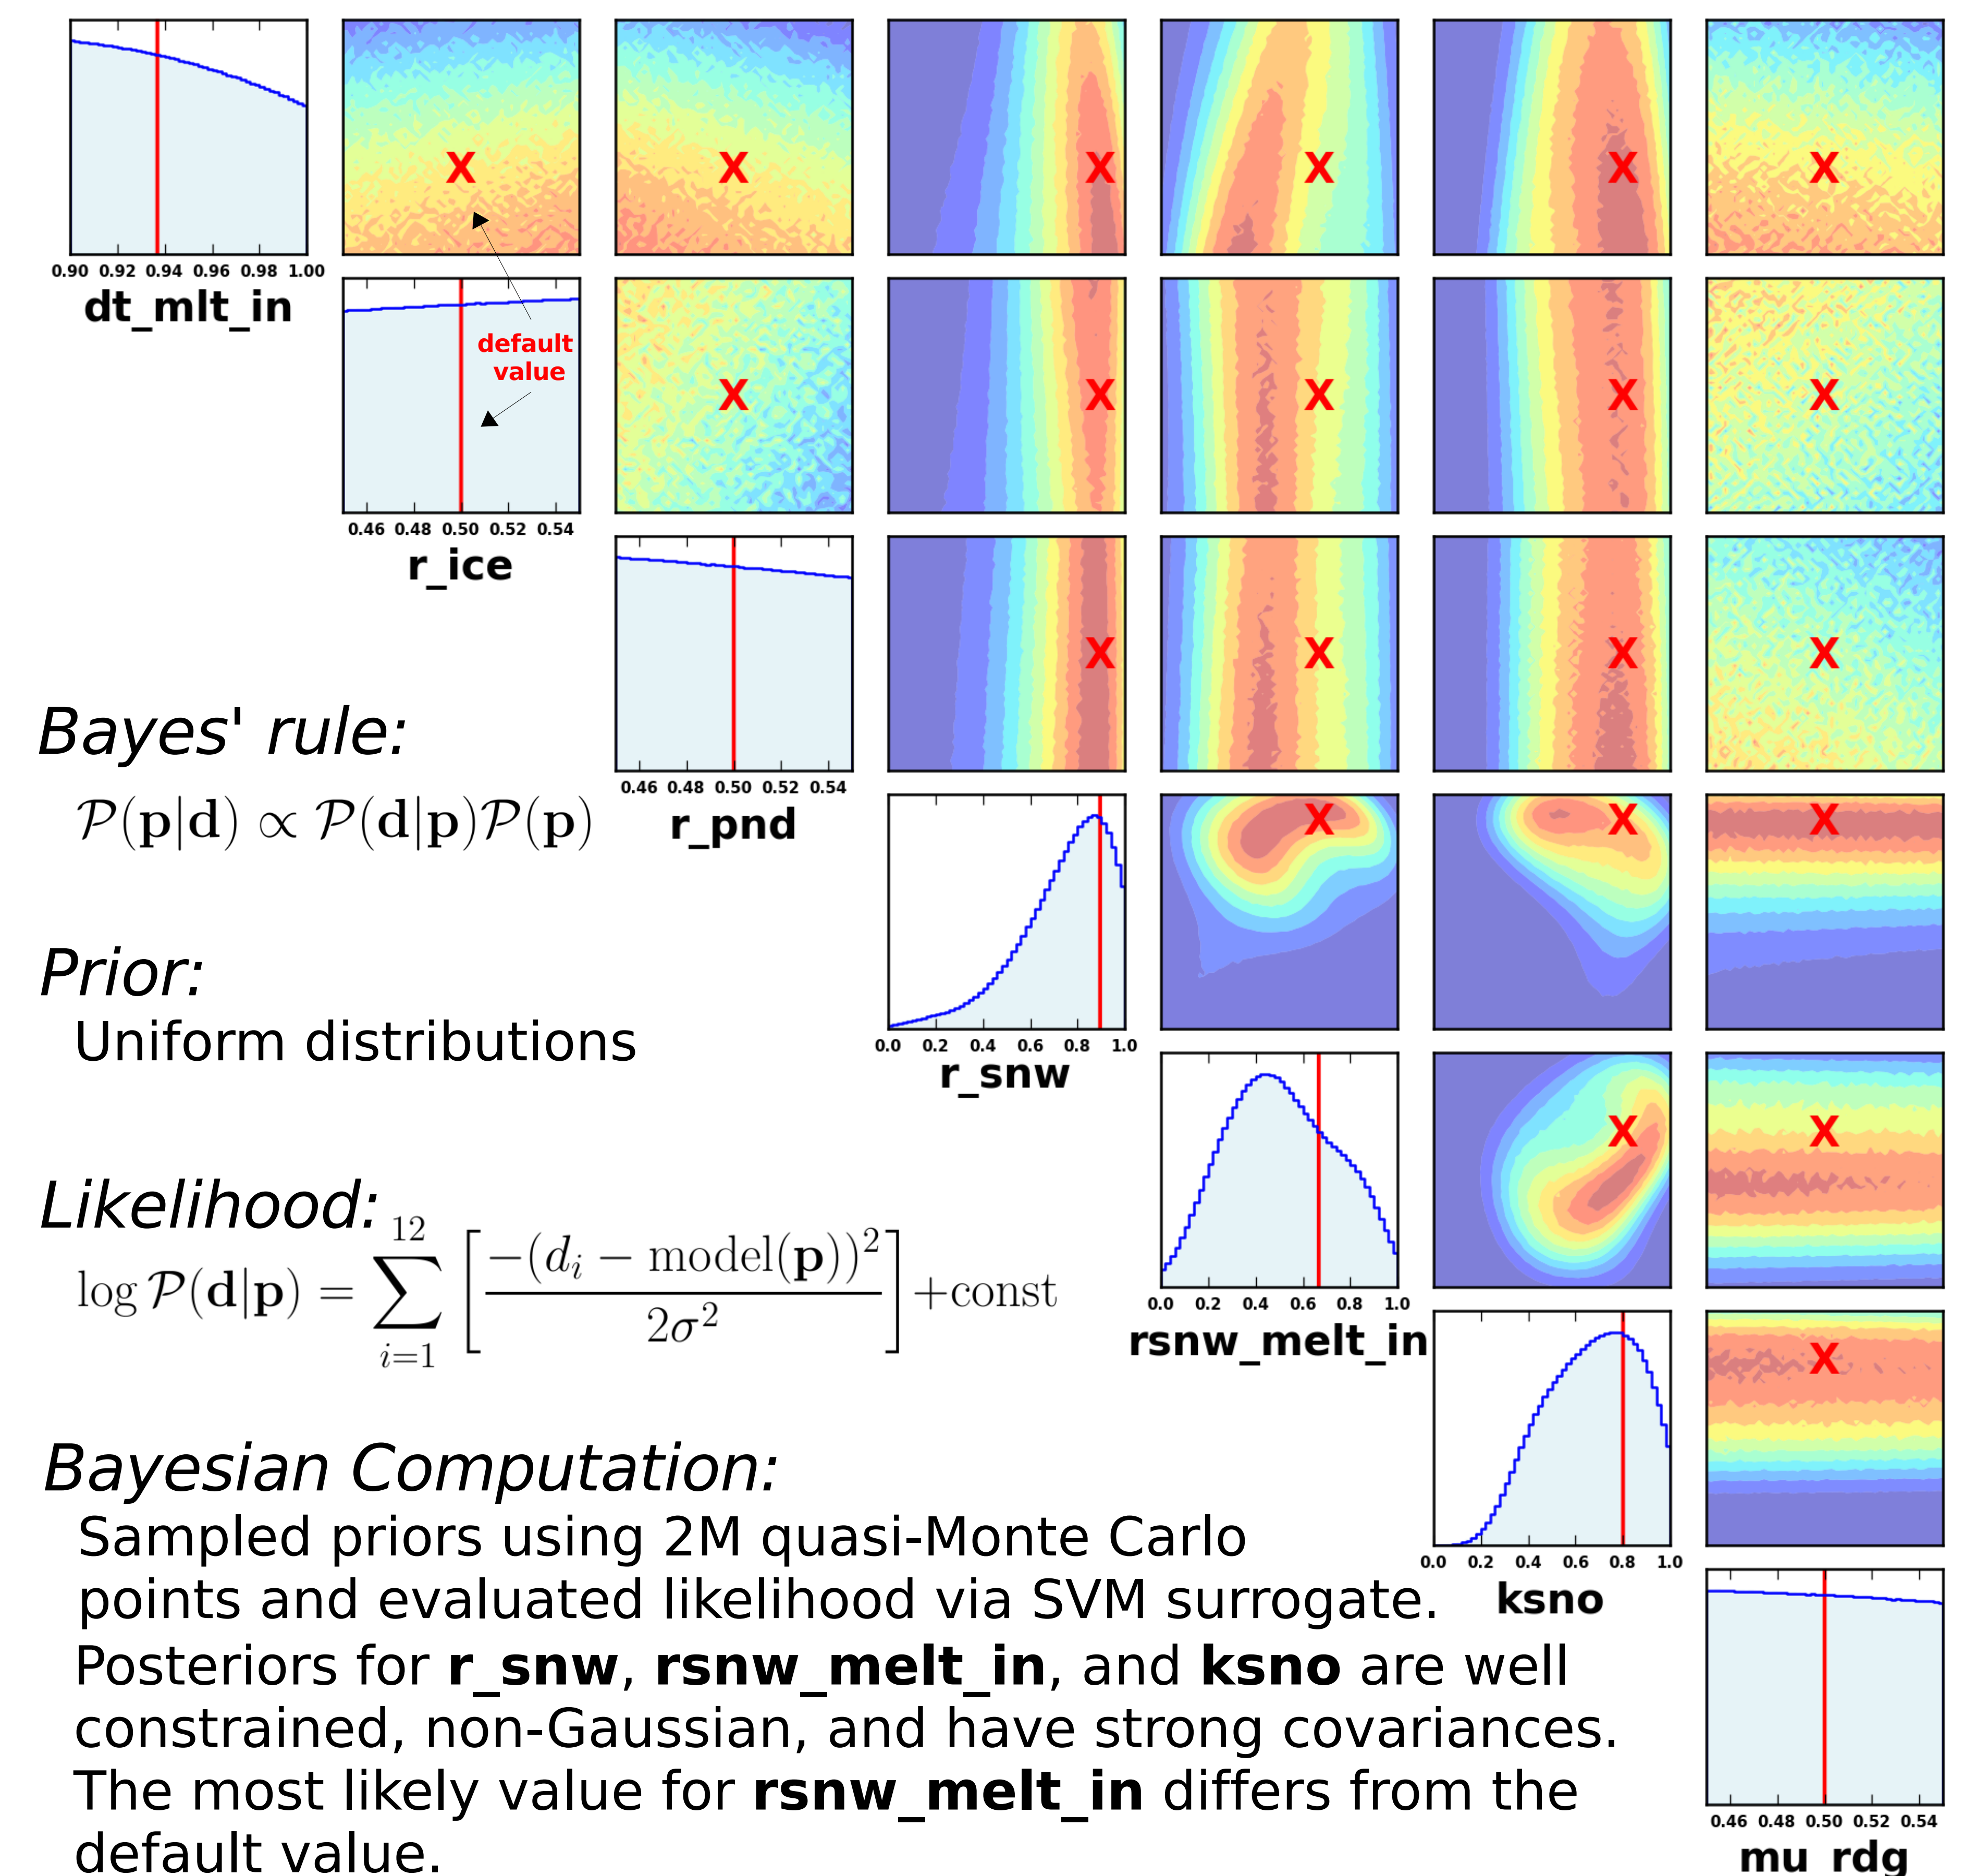 0.90 0.92 0.94 0.96 0.98 1.00
dt_mlt_in
X X X X X X
default
value
X X X X X
0.46 0.48 0.50 0.52 0.54
r_ice
X X X X
0.46 0.48 0.50 0.52 0.54
r_pnd
Bayes' rule:
𝒫(p|d) ∝ 𝒫(d|p)𝒫(p)
X X X
0.0 0.2 0.4 0.6 0.8 1.0
r_snw
Prior:
Uniform distributions
X X
0.0 0.2 0.4 0.6 0.8 1.0
rsnw_melt_in
Likelihood:
log 𝒫(d|p) = ∑_{i=1}^{12} [−(d_i − model(p))² / 2σ²] +const
X
0.0 0.2 0.4 0.6 0.8 1.0
ksno
Bayesian Computation:
Sampled priors using 2M quasi-Monte Carlo
points and evaluated likelihood via SVM surrogate.
Posteriors for r_snw, rsnw_melt_in, and ksno are well
constrained, non-Gaussian, and have strong covariances.
The most likely value for rsnw_melt_in differs from the
default value.
0.46 0.48 0.50 0.52 0.54
mu_rdg